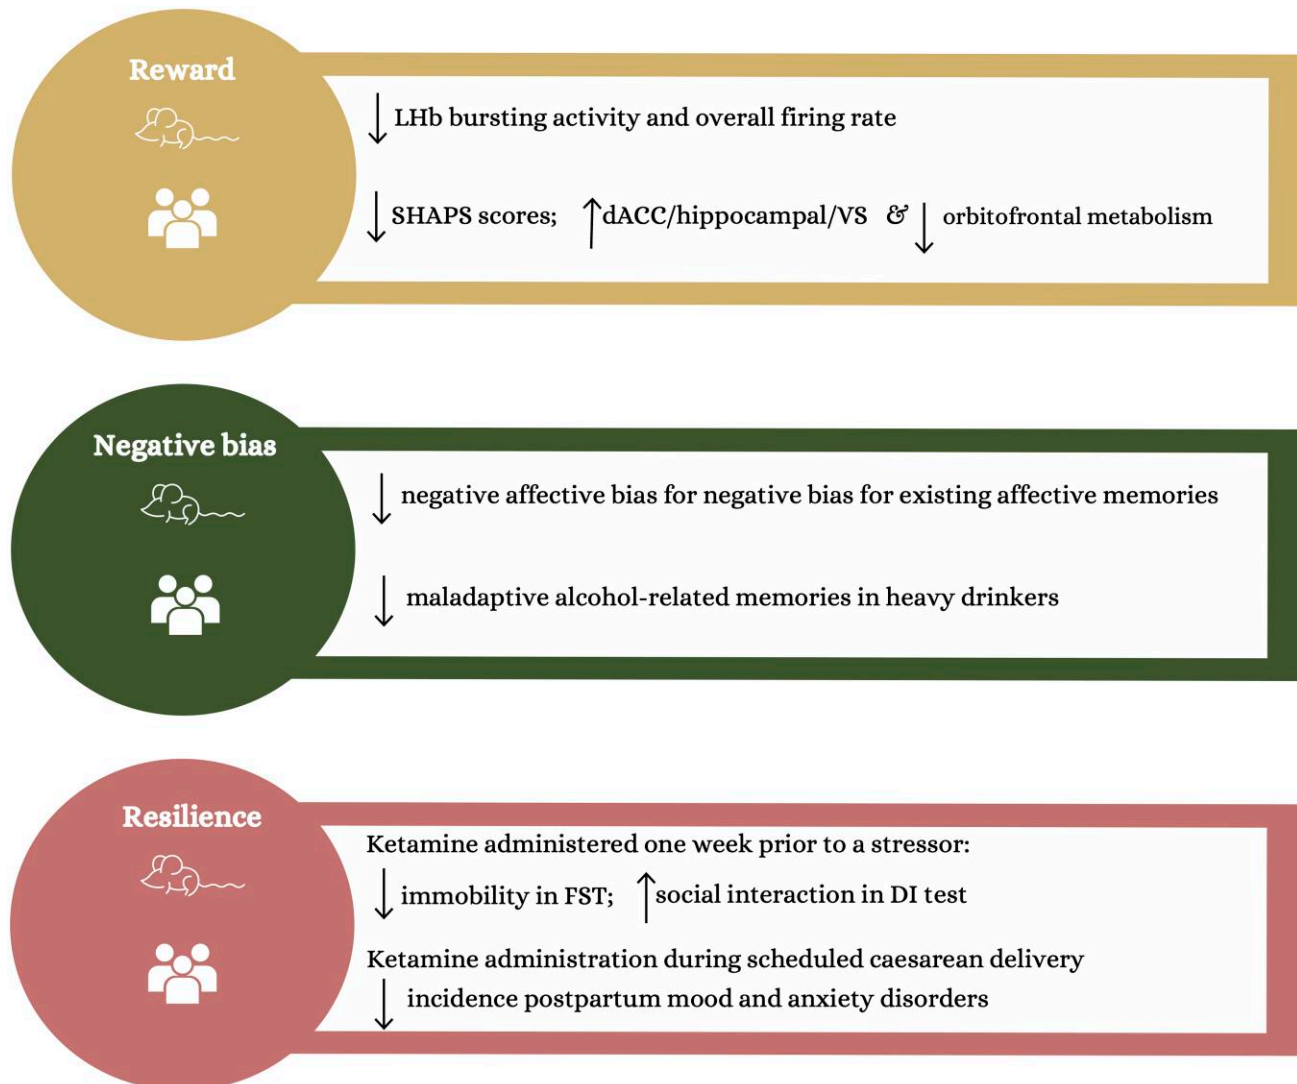 Reward
↓ LHb bursting activity and overall firing rate
↓ SHAPS scores; ↑ dACC/hippocampal/VS & ↓ orbitofrontal metabolism
Negative bias
↓ negative affective bias for negative bias for existing affective memories
↓ maladaptive alcohol-related memories in heavy drinkers
Resilience
Ketamine administered one week prior to a stressor:
↓ immobility in FST; ↑ social interaction in DI test
Ketamine administration during scheduled caesarean delivery
↓ incidence postpartum mood and anxiety disorders